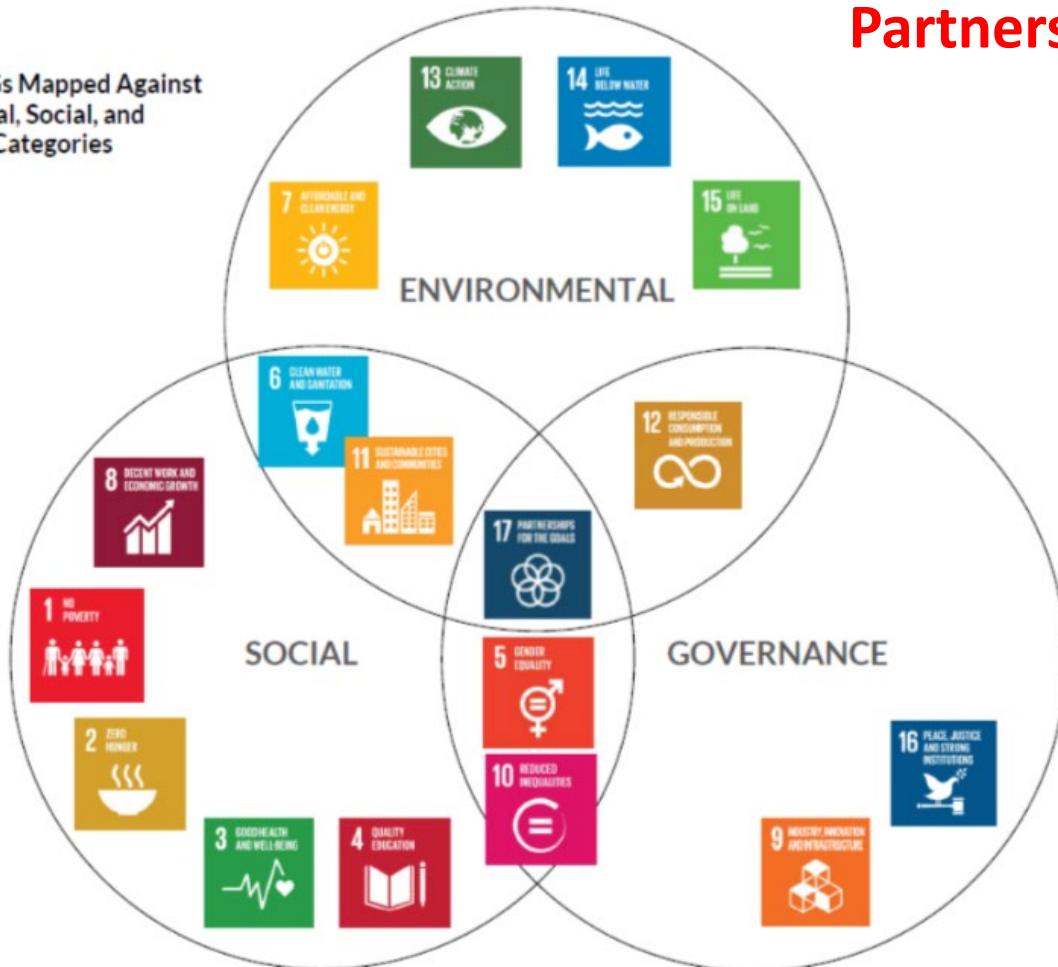 Partners
Gs Mapped Against
al, Social, and
Categories
13 CLIMATE
ACTION
14 LIFE
BELOW WATER
7 AFFORDABLE AND
CLEAN ENERGY
15 LIFE
ON LAND
ENVIRONMENTAL
6 CLEAN WATER
AND SANITATION
12 RESPONSIBLE
CONSUMPTION
AND PRODUCTION
11 SUSTAINABLE CITIES
AND COMMUNITIES
8 DECENT WORK AND
ECONOMIC GROWTH
17 PARTNERSHIPS
FOR THE GOALS
1 NO
POVERTY
SOCIAL
5 GENDER
EQUALITY
GOVERNANCE
2 ZERO
HUNGER
16 PEACE, JUSTICE
AND STRONG
INSTITUTIONS
10 REDUCED
INEQUALITIES
3 GOOD HEALTH
AND WELL-BEING
4 QUALITY
EDUCATION
9 INDUSTRY, INNOVATION
AND INFRASTRUCTURE